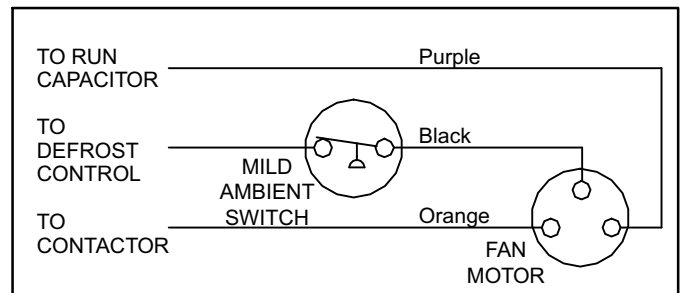 TO RUN
CAPACITOR
Purple
TO
DEFROST
CONTROL
Black
MILD
AMBIENT
SWITCH
TO
CONTACTOR
Orange
FAN
MOTOR